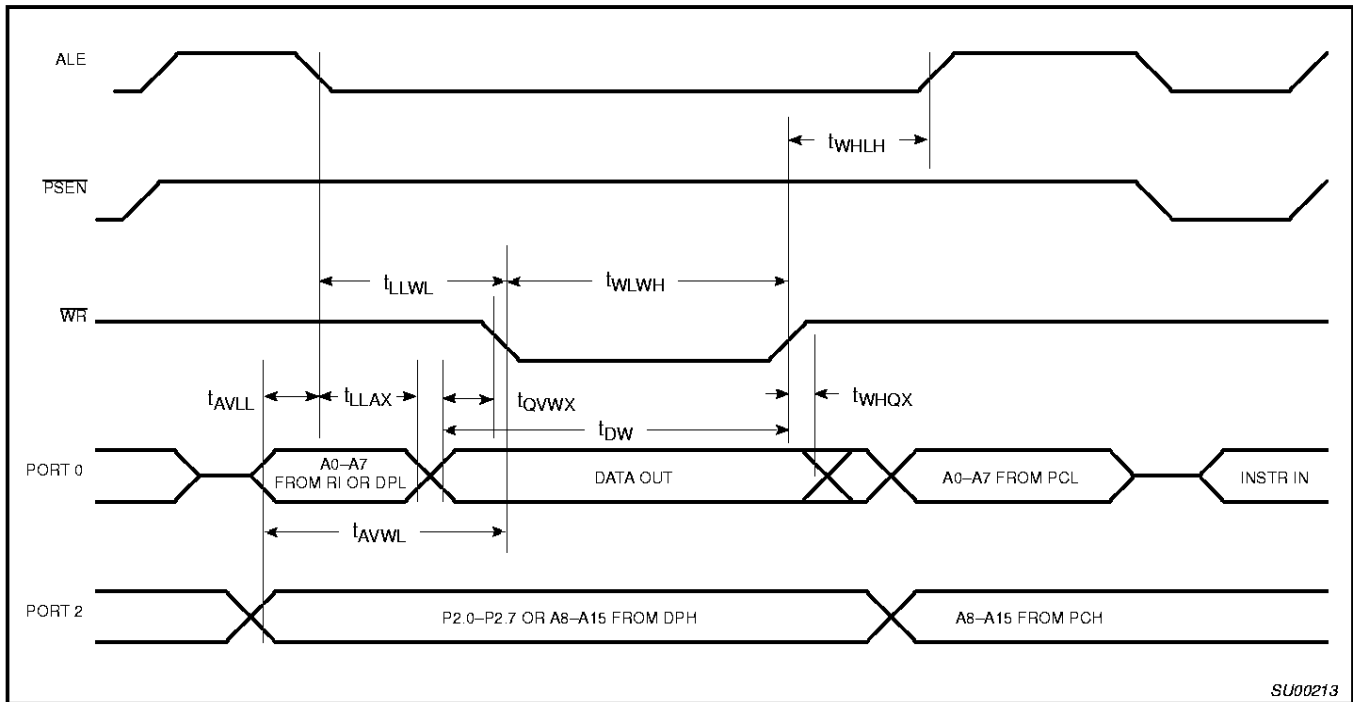 ALE
tWHLH
PSEN
tLLWL
tWLWH
WR
tAVLL
tLLAX
tQVWX
tWHQX
tDW
PORT 0
A0–A7
FROM RI OR DPL
DATA OUT
A0–A7 FROM PCL
INSTR IN
tAVWL
PORT 2
P2.0–P2.7 OR A8–A15 FROM DPH
A8–A15 FROM PCH
SU00213